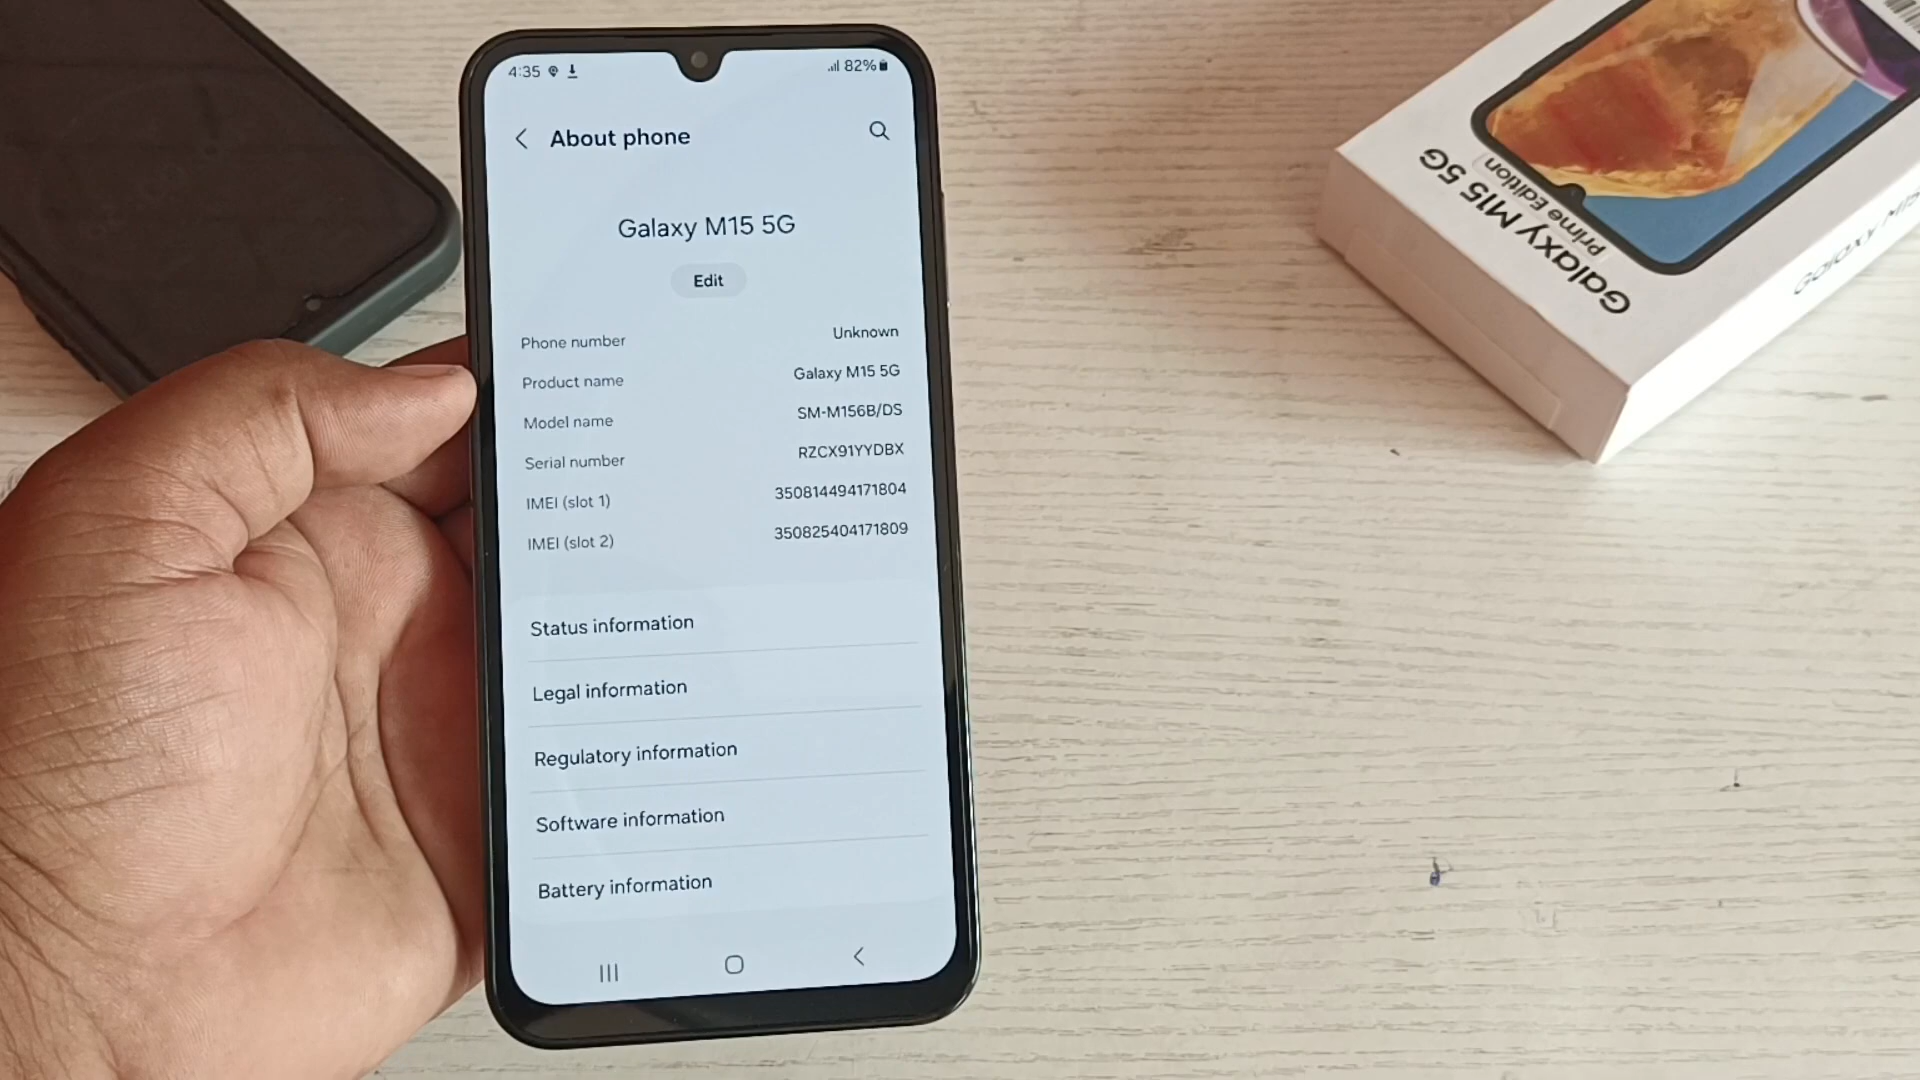 4:35 82%
About phone
Galaxy M15 5G
Edit
Phone number Unknown
Product name Galaxy M15 5G
Model name SM-M156B/DS
Serial number RZCX91YYDBX
IMEI (slot 1) 350814494171804
IMEI (slot 2) 350825404171809
Status information
Legal information
Regulatory information
Software information
Battery information
Galaxy M15 5G
Prime Edition
Galaxy M15